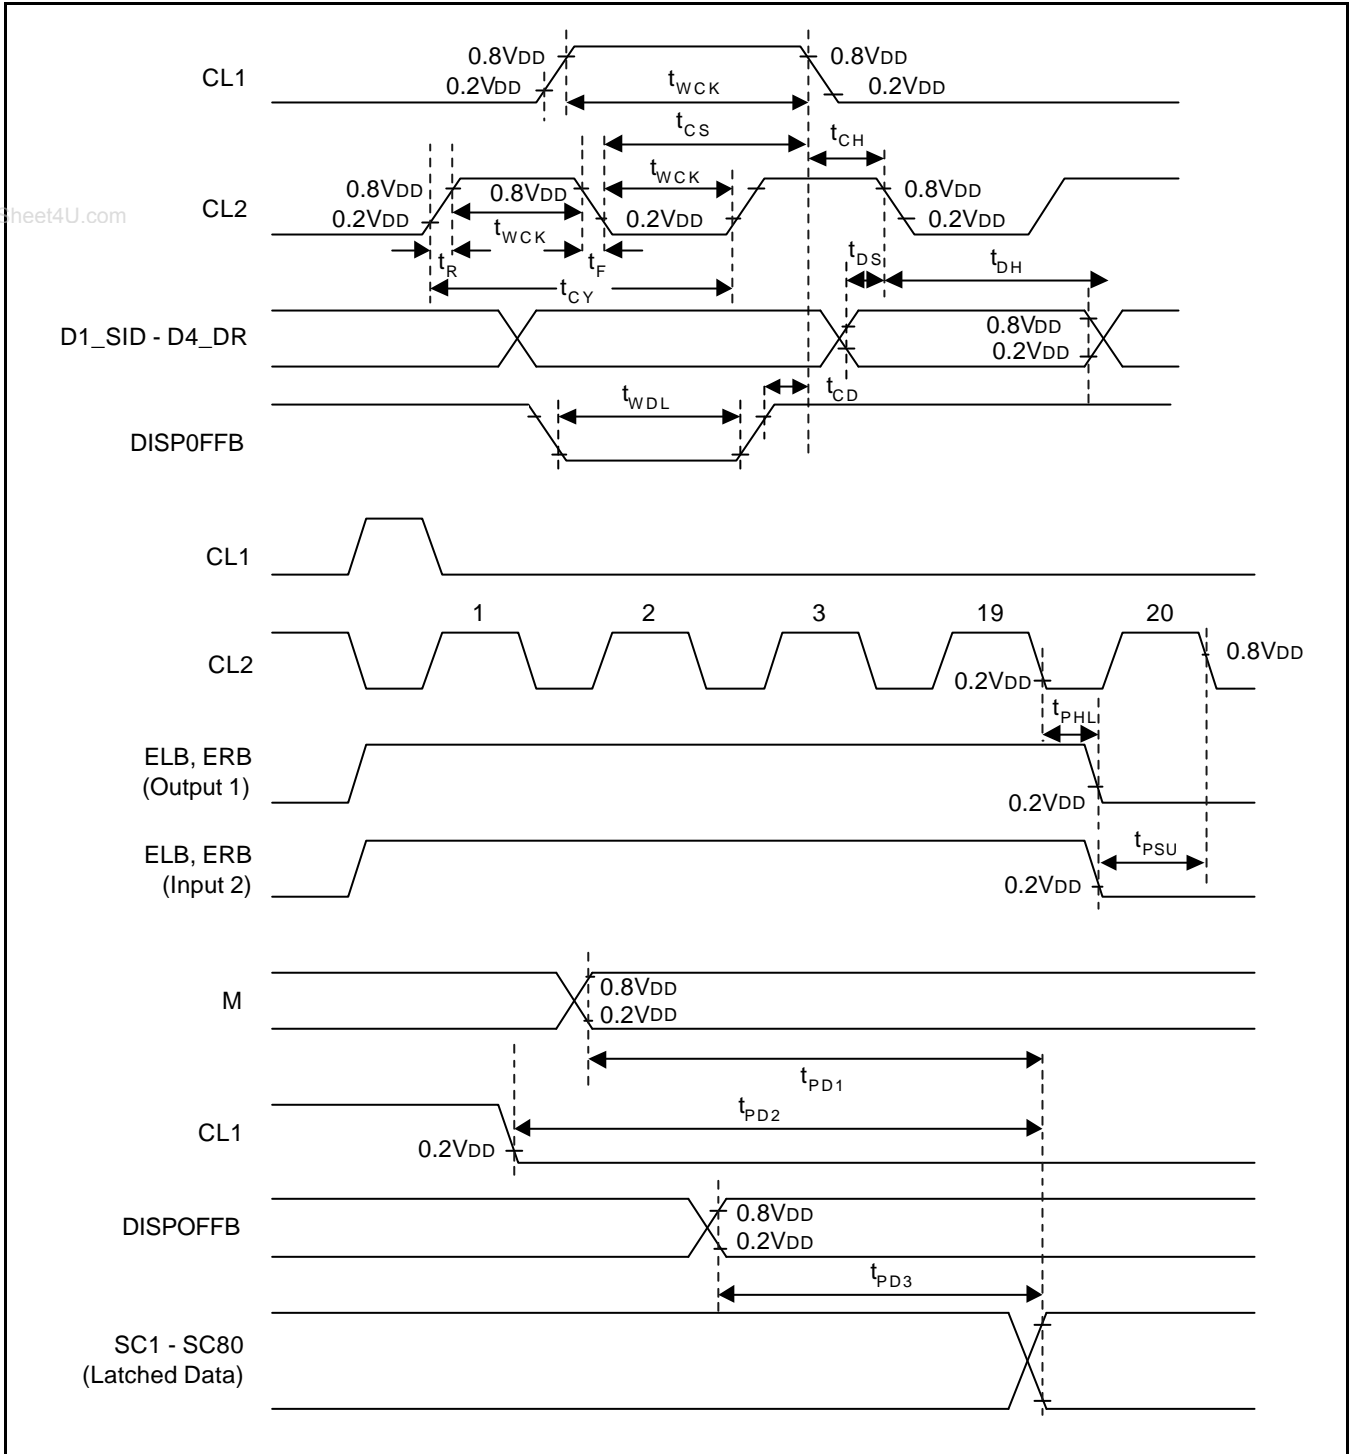 0.8VDD
0.8VDD
CL1
0.2VDD
tWCK
0.2VDD
tCS
tCH
0.8VDD
0.8VDD
tWCK
0.8VDD
CL2
0.2VDD
tWCK
0.2VDD
0.2VDD
Sheet4U.com
tR
tF
tCY
tDS
tDH
D1_SID - D4_DR
0.8VDD
0.2VDD
tWDL
tCD
DISP0FFB
CL1
1
2
3
19
20
CL2
0.2VDD
0.8VDD
tPHL
ELB, ERB
(Output 1)
0.2VDD
ELB, ERB
(Input 2)
tPSU
0.2VDD
M
0.8VDD
0.2VDD
tPD1
CL1
tPD2
0.2VDD
DISPOFFB
0.8VDD
0.2VDD
tPD3
SC1 - SC80
(Latched Data)